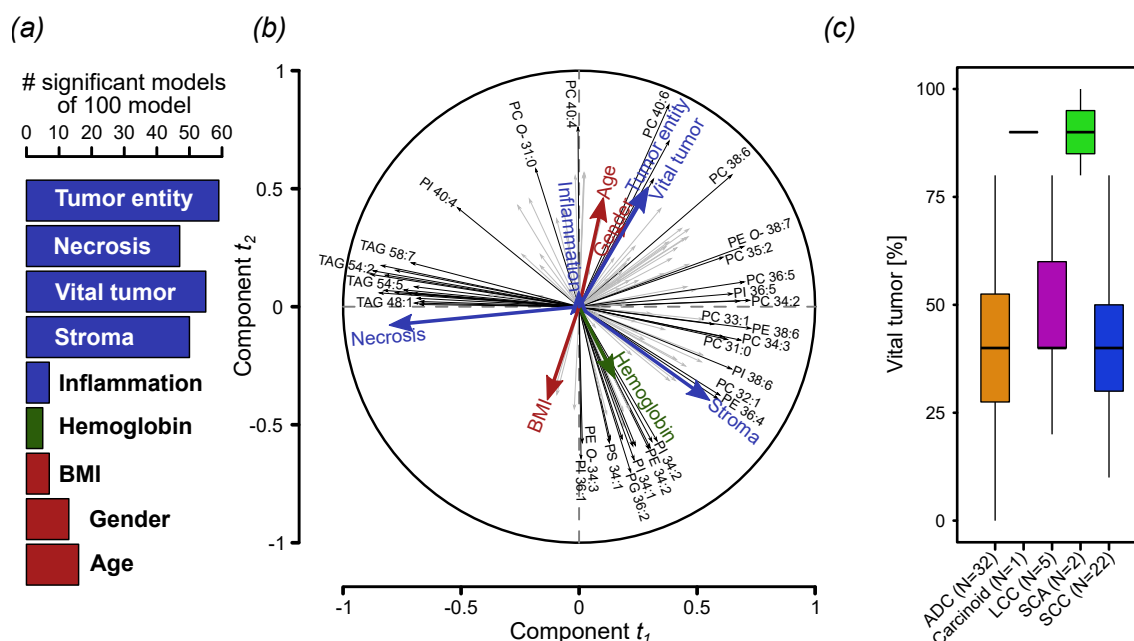 (a)
# significant models
of 100 model
0 10 20 30 40 50 60
Tumor entity
Necrosis
Vital tumor
Stroma
Inflammation
Hemoglobin
BMI
Gender
Age
(b)
Component t2
1
0.5
0
-0.5
-1
PC 40:4
PC O- 31:0
PI 40:4
TAG 58:7
TAG 54:2
TAG 54:5
TAG 48:1
Necrosis
Inflammation
Age
Gender
Tumor entity
Vital tumor
PC 40:6
PC 38:6
PE O- 38:7
PC 35:2
PC 36:5
PI 36:5
PC 34:2
PC 33:1
PE 38:6
PC 34:3
PC 31:0
PI 38:6
PC 32:1
PE 36:4
Stroma
Hemoglobin
BMI
PI 34:2
PE 34:2
PI 34:1
PG 36:2
PS 34:1
PE O- 34:3
PI 36:1
-1 -0.5 0 0.5 1
Component t1
(c)
Vital tumor [%]
100
75
50
25
0
ADC (N=32)
Carcinoid (N=1)
LCC (N=5)
SCA (N=2)
SCC (N=22)